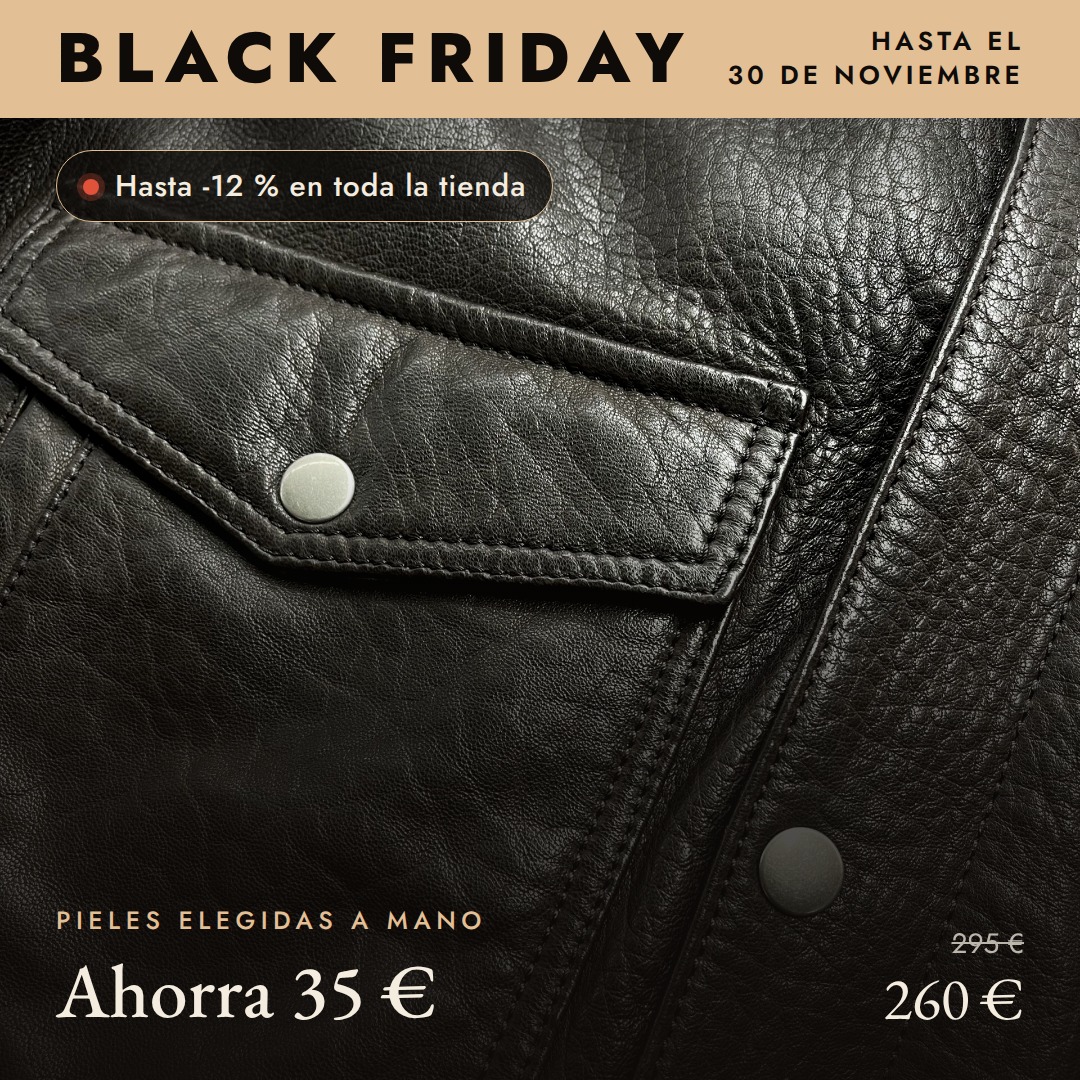 BLACK FRIDAY
HASTA EL
30 DE NOVIEMBRE
Hasta -12 % en toda la tienda
PIELES ELEGIDAS A MANO
Ahorra 35 €
295 €
260 €